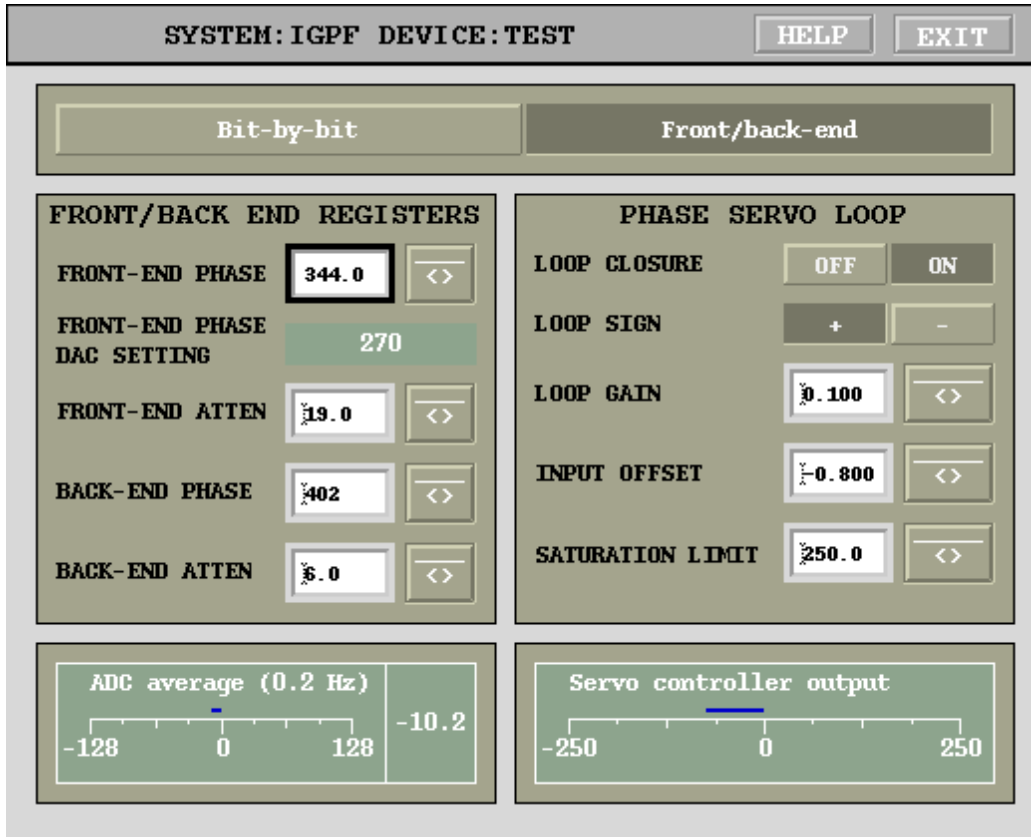 SYSTEM:IGPF DEVICE:TEST
HELP
EXIT
Bit-by-bit
Front/back-end
FRONT/BACK END REGISTERS
FRONT-END PHASE
344.0
<>
FRONT-END PHASE
DAC SETTING
270
FRONT-END ATTEN
19.0
<>
BACK-END PHASE
402
<>
BACK-END ATTEN
6.0
<>
PHASE SERVO LOOP
LOOP CLOSURE
OFF
ON
LOOP SIGN
+
-
LOOP GAIN
0.100
<>
INPUT OFFSET
-0.800
<>
SATURATION LIMIT
250.0
<>
ADC average (0.2 Hz)
-10.2
-128 0 128
Servo controller output
-250 0 250